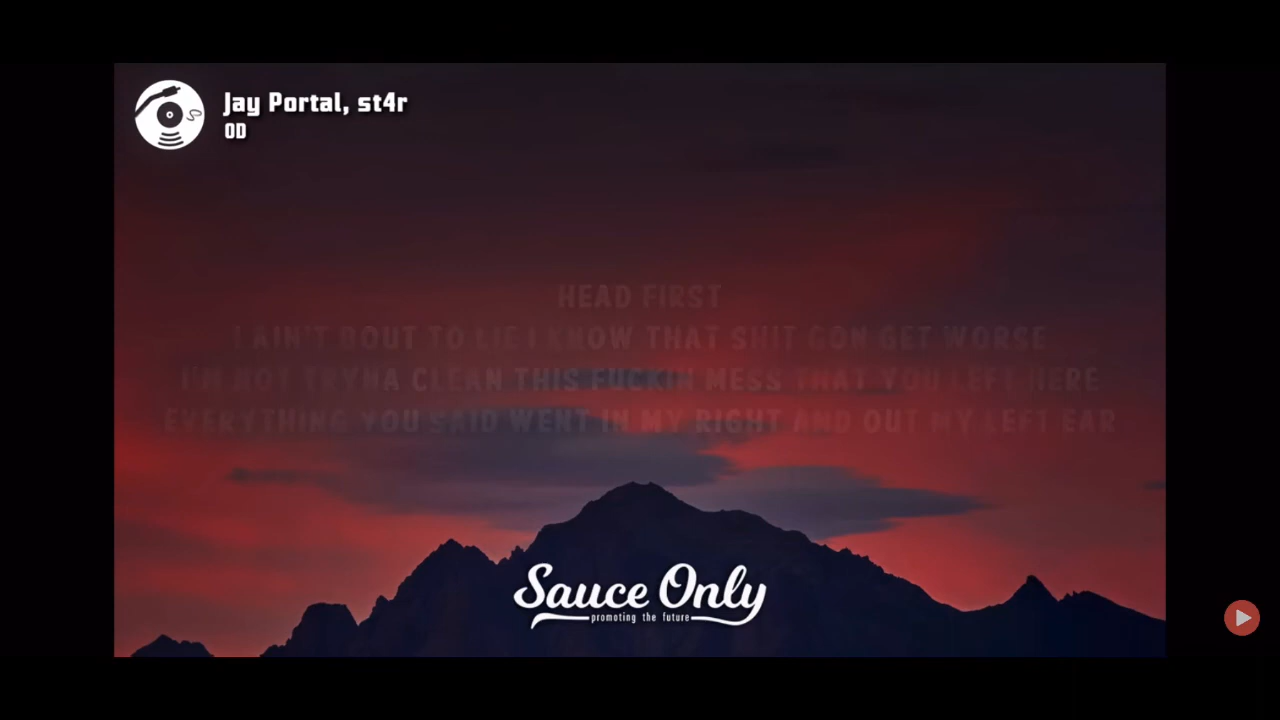 Jay Portal, st4r
OD
HEAD FIRST
I AIN'T BOUT TO LIE I KNOW THAT SHIT GON GET WORSE
I'M NOT TRYNA CLEAN THIS FUCKIN MESS THAT YOU LEFT HERE
EVERYTHING YOU SAID WENT IN MY RIGHT AND OUT MY LEFT EAR
Sauce Only
promoting the future